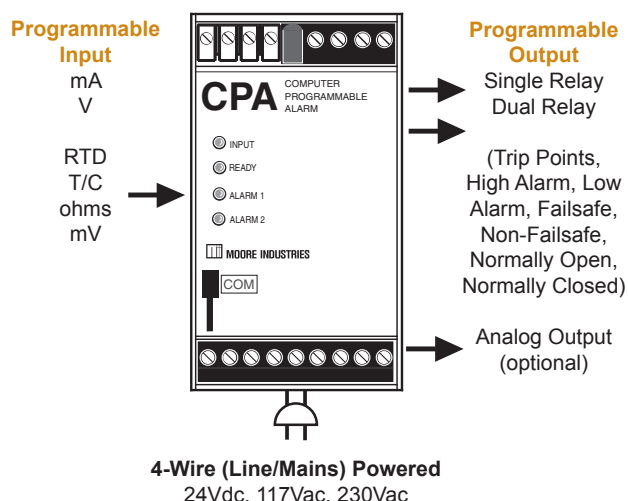 Programmable
Input
mA
V
RTD
T/C
ohms
mV
CPA
COMPUTER
PROGRAMMABLE
ALARM
INPUT
READY
ALARM 1
ALARM 2
MOORE INDUSTRIES
COM
Programmable
Output
Single Relay
Dual Relay
(Trip Points,
High Alarm, Low
Alarm, Failsafe,
Non-Failsafe,
Normally Open,
Normally Closed)
Analog Output
(optional)
4-Wire (Line/Mains) Powered
24Vdc, 117Vac, 230Vac